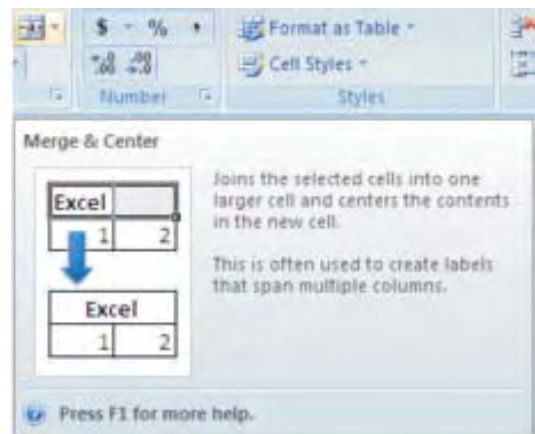 $ - % ,
Format as Table
Cell Styles
Number
Styles
Merge & Center
Joins the selected cells into one
larger cell and centers the contents
in the new cell.
This is often used to create labels
that span multiple columns.
Excel
1 2
Excel
1 2
Press F1 for more help.